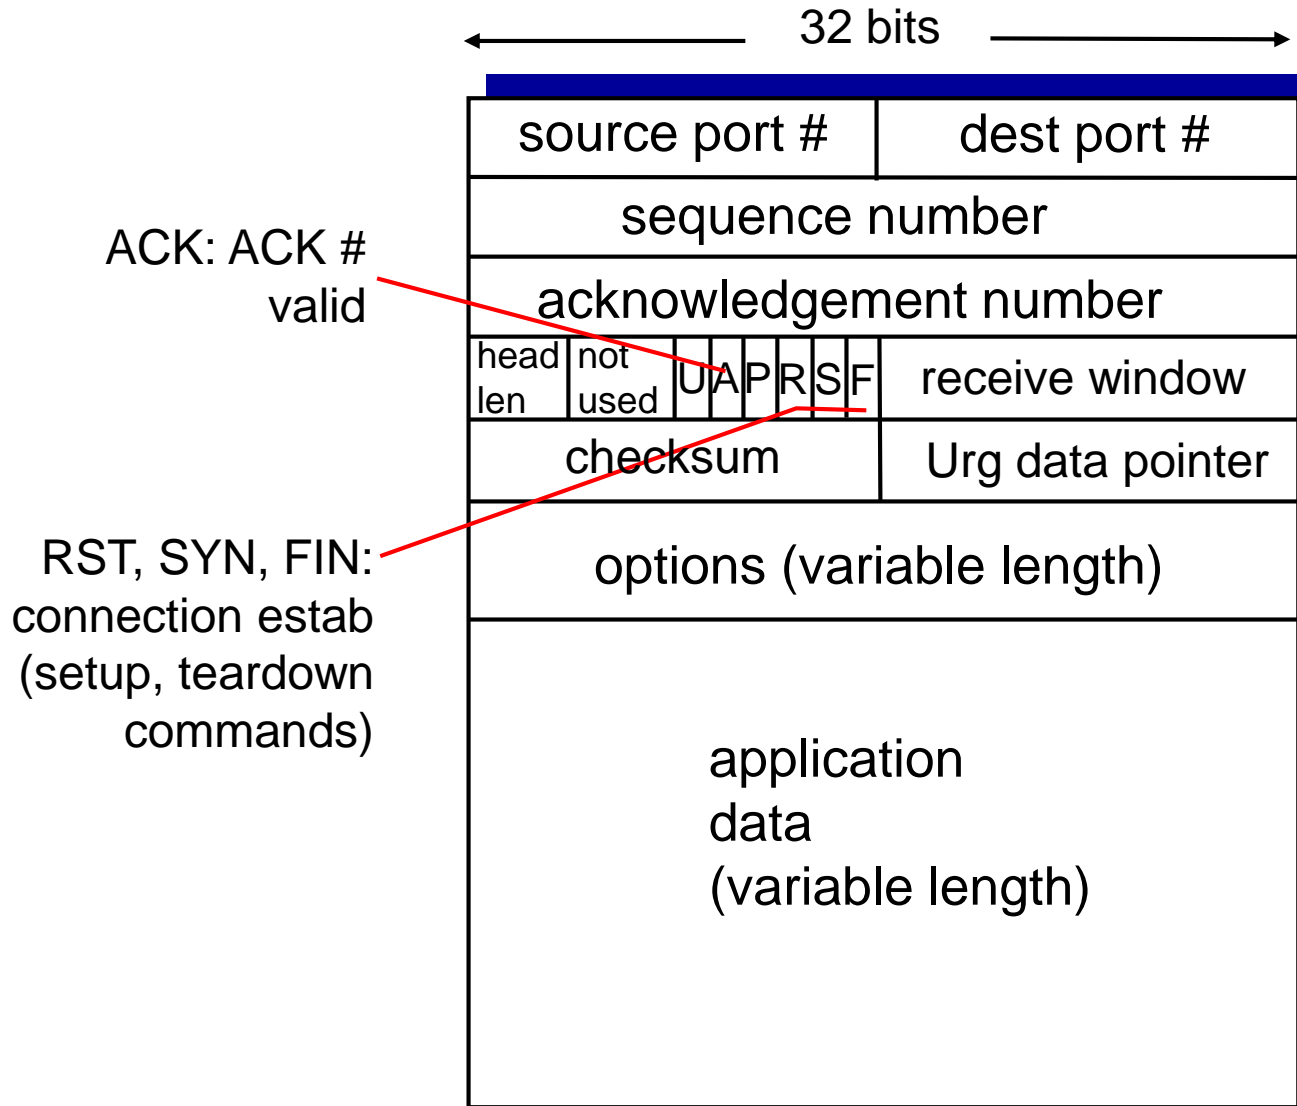 32 bits
source port #
dest port #
sequence number
ACK: ACK #
valid
acknowledgement number
head
len
not
used
U
A
P
R
S
F
receive window
checksum
Urg data pointer
RST, SYN, FIN:
connection estab
(setup, teardown
commands)
options (variable length)
application
data
(variable length)